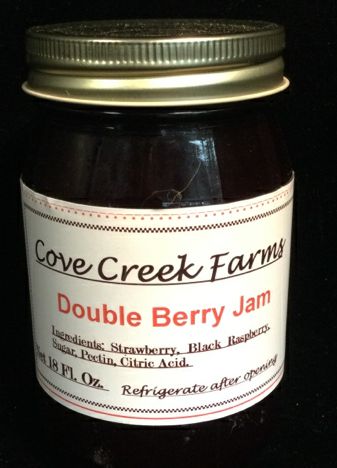 Cove Creek Farms
Double Berry Jam
Ingredients: Strawberry, Black Raspberry,
Sugar, Pectin, Citric Acid.
Net 18 Fl. Oz.
Refrigerate after opening